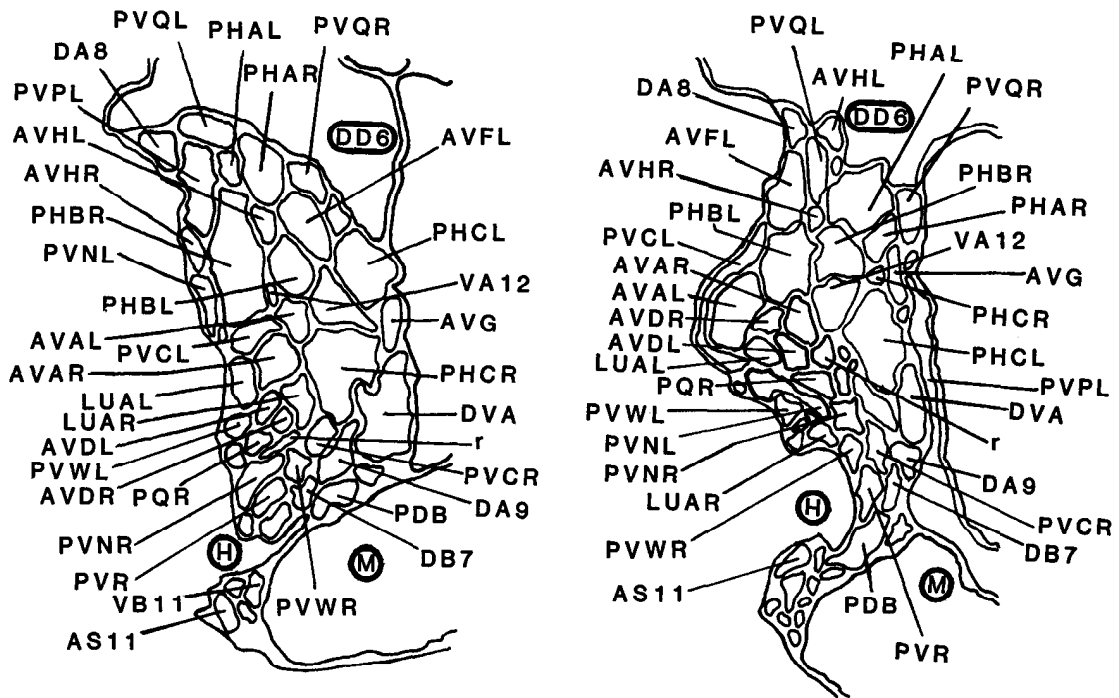 PVQL
PHAL
PVQR
DA8
PHAR
PVPL
DD6
AVHL
AVFL
AVHR
PHBR
PHCL
PVNL
VA12
PHBL
AVG
AVAL
PVCL
AVAR
PHCR
LUAL
LUAR
DVA
AVDL
r
PVWL
PVCR
AVDR
PQR
DA9
PDB
PVNR
DB7
H
M
PVR
VB11
PVWR
AS11
PVQL
PHAL
AVHL
PVQR
DA8
DD6
AVFL
PHBR
AVHR
PHAR
PHBL
VA12
PVCL
AVG
AVAR
AVAL
PHCR
AVDR
PHCL
AVDL
LUAL
PVPL
PQR
DVA
PVWL
r
PVNL
PVNR
DA9
LUAR
H
PVCR
PVWR
DB7
AS11
M
PDB
PVR